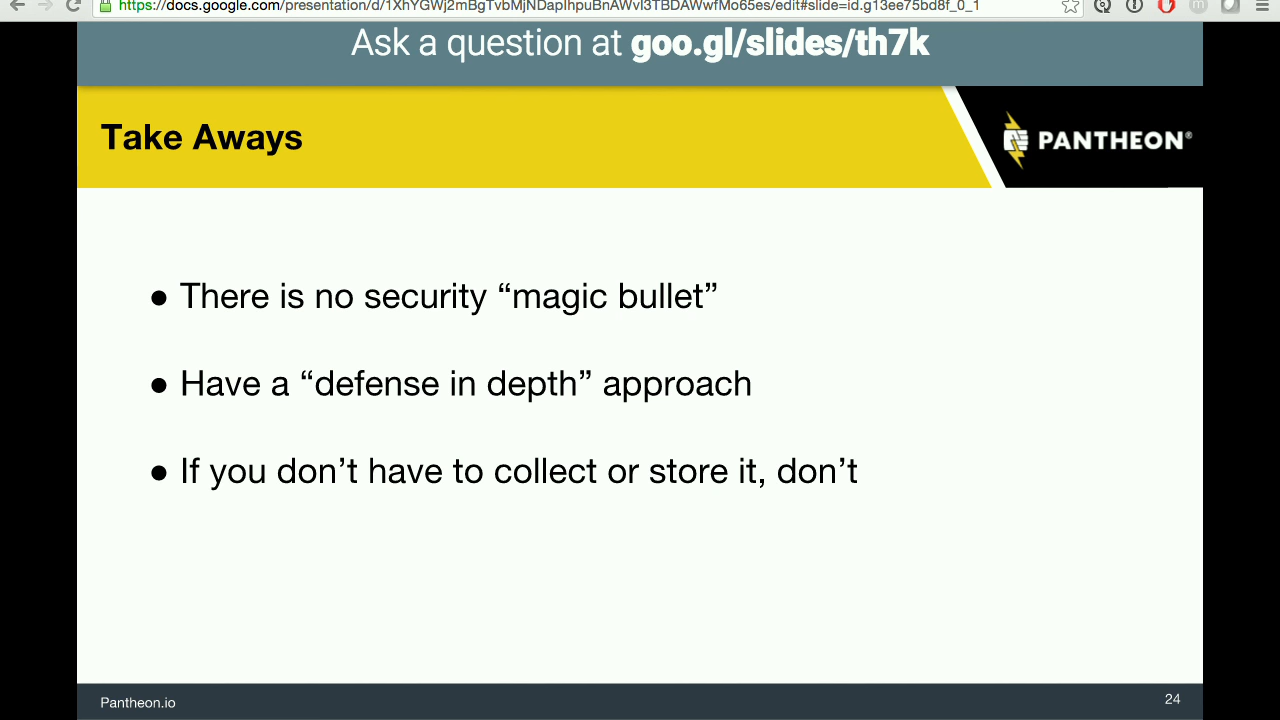 https://docs.google.com/presentation/d/1XhYGWj2mBgTvbMjNDapIhpuBnAWvl3TBDAWwfMo65es/edit#slide=id.g13ee75bd8f_0_1
Ask a question at goo.gl/slides/th7k
Take Aways
PANTHEON®
● There is no security “magic bullet”
● Have a “defense in depth” approach
● If you don’t have to collect or store it, don’t
Pantheon.io
24